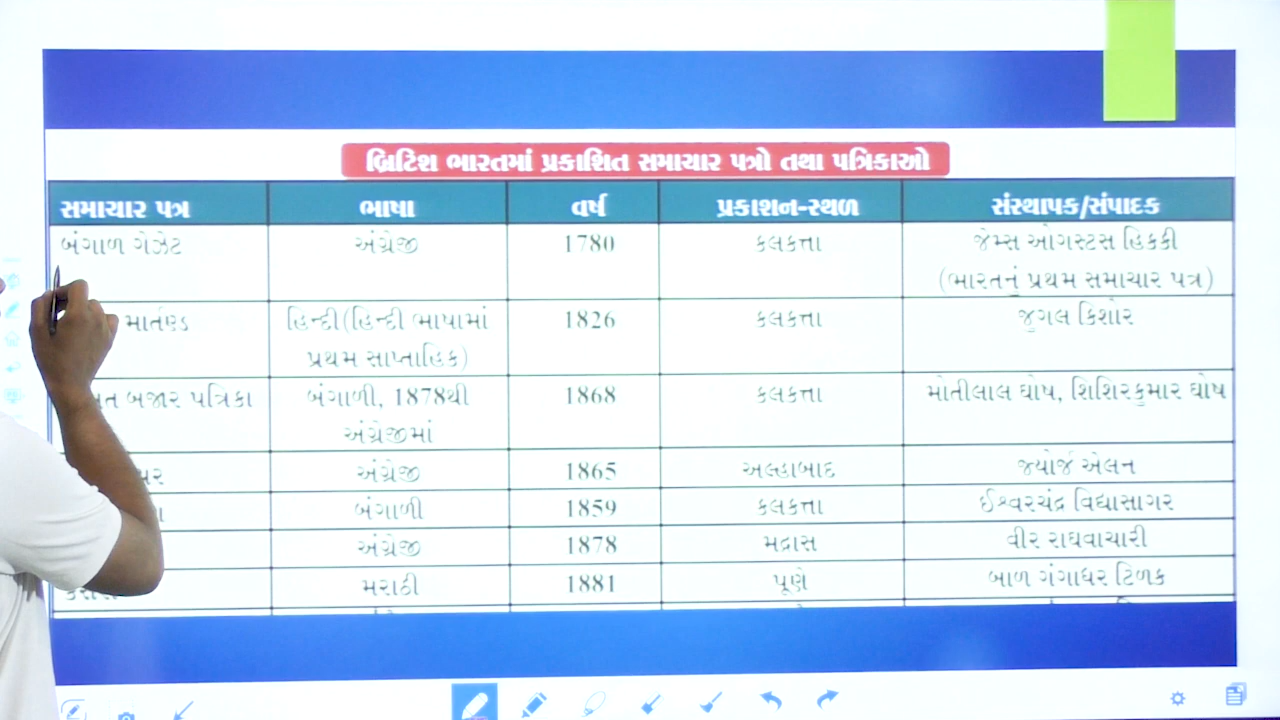 બ્રિટિશ ભારતમાં પ્રકાશિત સમાચાર પત્રો તથા પત્રિકાઓ
સમાચાર પત્ર ભાષા વર્ષ પ્રકાશન-સ્થળ સંસ્થાપક/સંપાદક
બંગાળ ગેઝેટ અંગ્રેજી 1780 કલકત્તા જેમ્સ ઓગસ્ટસ હિકકી
(ભારતનું પ્રથમ સમાચાર પત્ર)
માર્તણ્ડ હિન્દી(હિન્દી ભાષામાં 1826 કલકત્તા જુગલ કિશોર
પ્રથમ સાપ્તાહિક)
બજાર પત્રિકા બંગાળી, 1878થી 1868 કલકત્તા મોતીલાલ ઘોષ, શિશિરકુમાર ઘોષ
અંગ્રેજીમાં
અંગ્રેજી 1865 અલ્હાબાદ જ્યોર્જ એલન
બંગાળી 1859 કલકત્તા ઈશ્વરચંદ્ર વિદ્યાસાગર
અંગ્રેજી 1878 મદ્રાસ વીર રાઘવાચારી
મરાઠી 1881 પૂણે બાળ ગંગાધર ટિળક